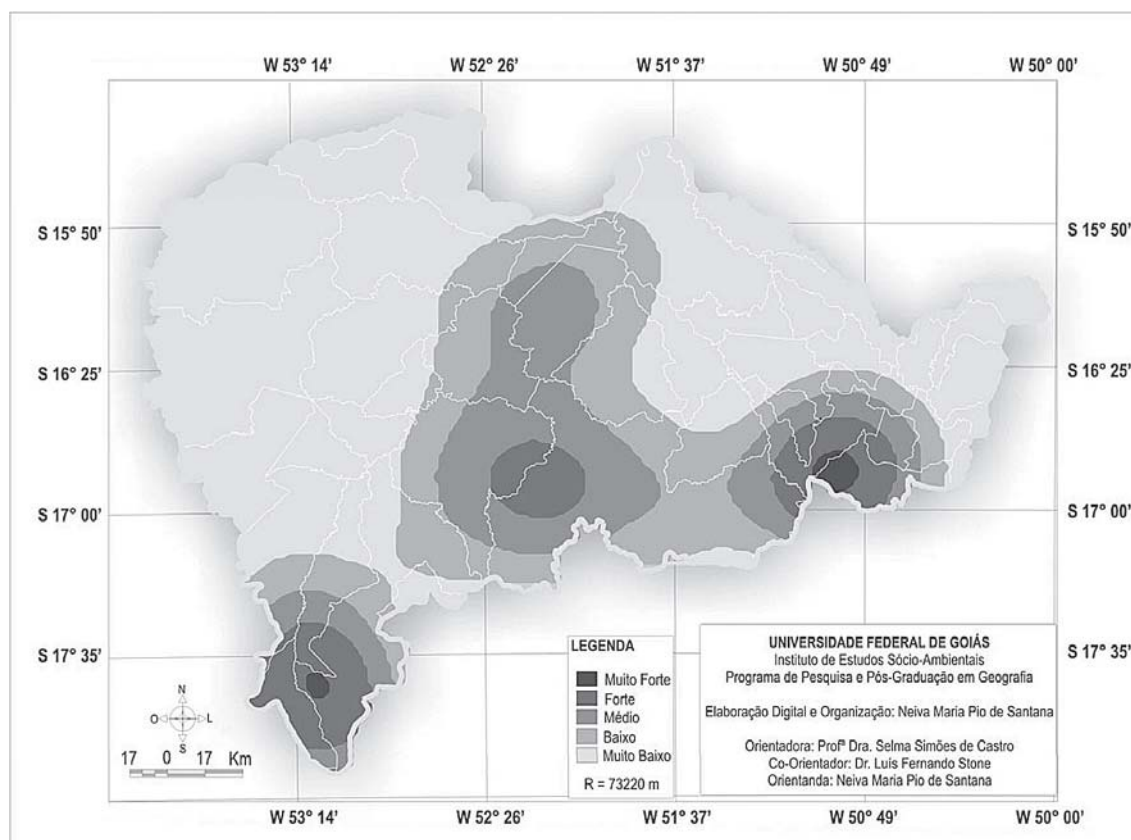 W 53° 14’ W 52° 26’ W 51° 37’ W 50° 49’ W 50° 00’
S 15° 50’ S 15° 50’
S 16° 25’ S 16° 25’
S 17° 00’ S 17° 00’
S 17° 35’ S 17° 35’
N
O L
S
17 0 17 Km
LEGENDA
Muito Forte
Forte
Médio
Baixo
Muito Baixo
R = 73220 m
UNIVERSIDADE FEDERAL DE GOIÁS
Instituto de Estudos Sócio-Ambientais
Programa de Pesquisa e Pós-Graduação em Geografia
Elaboração Digital e Organização: Neiva Maria Pio de Santana
Orientadora: Profª Dra. Selma Simões de Castro
Co-Orientador: Dr. Luis Fernando Stone
Orientanda: Neiva Maria Pio de Santana
W 53° 14’ W 52° 26’ W 51° 37’ W 50° 49’ W 50° 00’